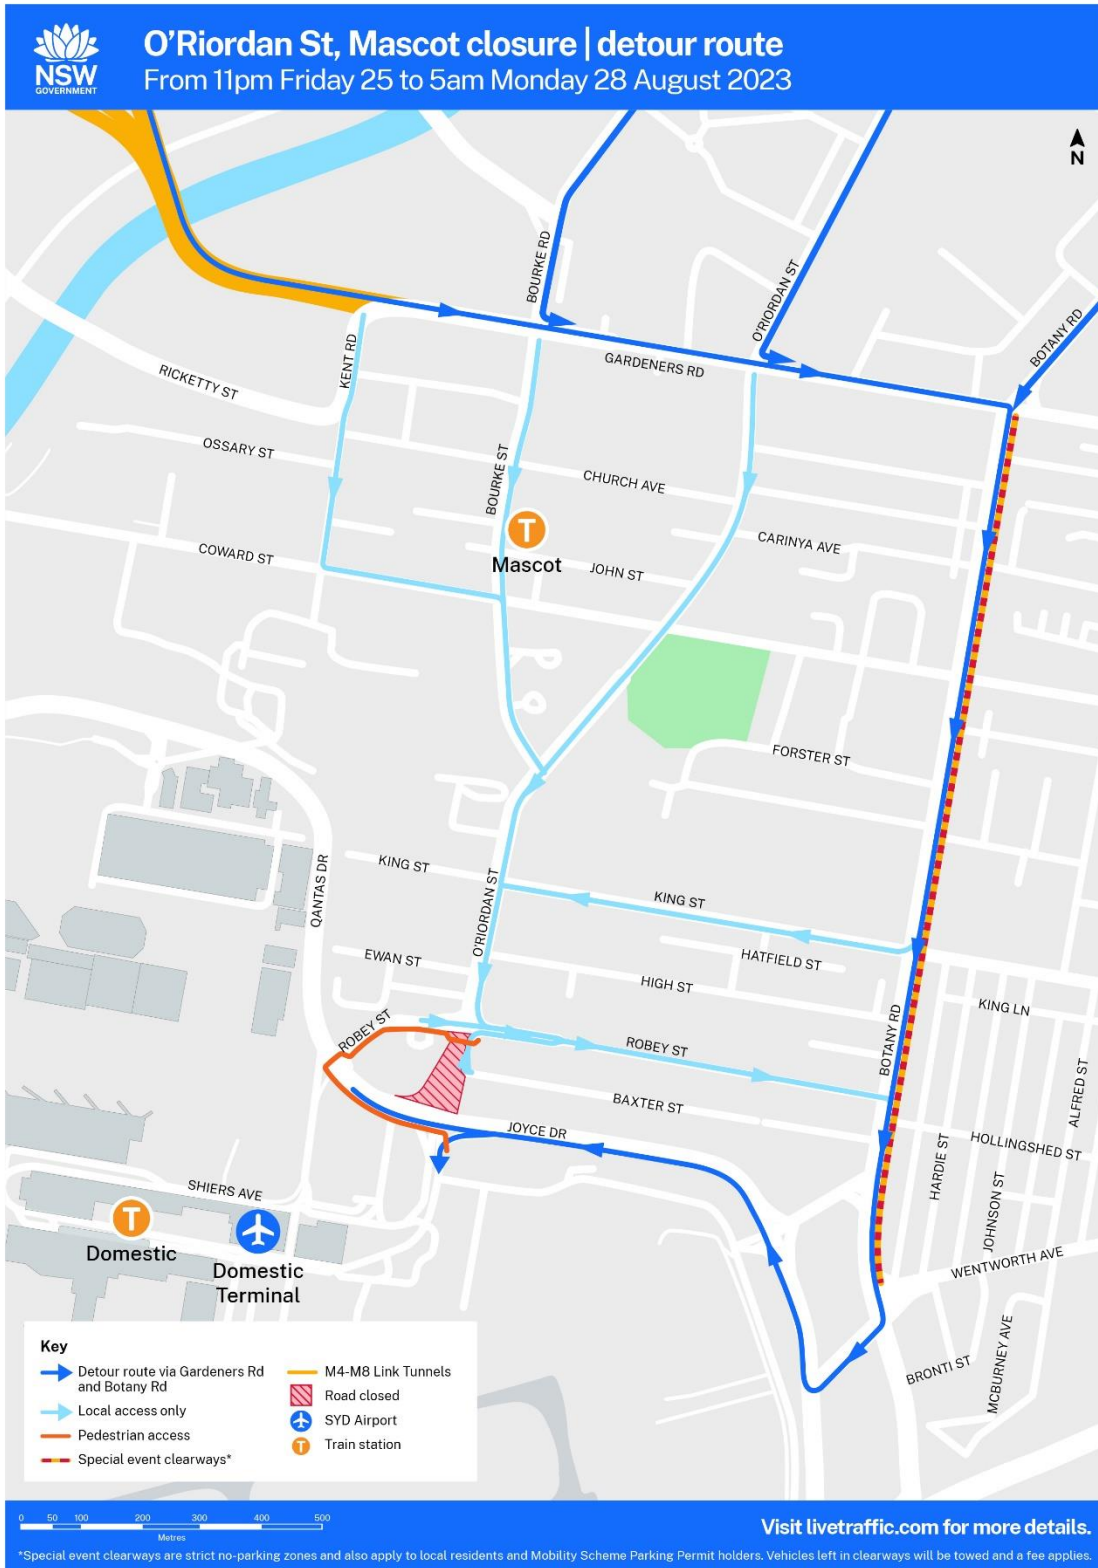 NSW
GOVERNMENT
O'Riordan St, Mascot closure | detour route
From 11pm Friday 25 to 5am Monday 28 August 2023
N
BOURKE RD
O'RIORDAN ST
BOTANY RD
GARDENERS RD
KENT RD
RICKETTY ST
OSSARY ST
BOURKE ST
CHURCH AVE
T
Mascot
CARINYA AVE
COWARD ST
JOHN ST
FORSTER ST
KING ST
QANTAS DR
O'RIORDAN ST
KING ST
EWAN ST
HATFIELD ST
HIGH ST
KING LN
ROBEY ST
ROBEY ST
BOTANY RD
BAXTER ST
ALFRED ST
JOYCE DR
HARDIE ST
HOLLINGSHED ST
SHIERS AVE
JOHNSON ST
T
Domestic
Domestic
Terminal
WENTWORTH AVE
BRONTI ST
MCBURNEY AVE
Key
Detour route via Gardeners Rd
and Botany Rd
Local access only
Pedestrian access
Special event clearways*
M4-M8 Link Tunnels
Road closed
SYD Airport
T Train station
0 50 100 200 300 400 500
Metres
Visit livetraffic.com for more details.
*Special event clearways are strict no-parking zones and also apply to local residents and Mobility Scheme Parking Permit holders. Vehicles left in clearways will be towed and a fee applies.